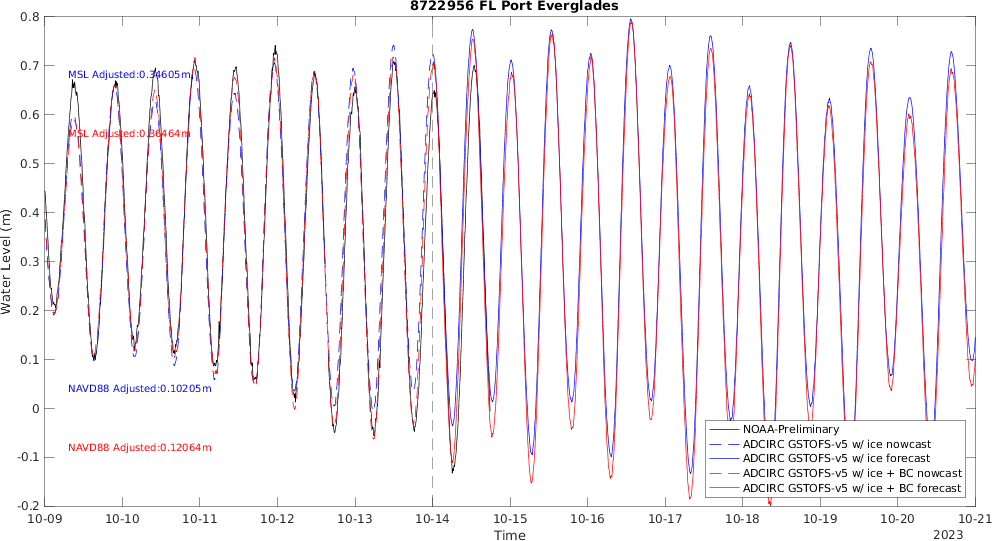 8722956 FL Port Everglades
0.8
0.7
0.6
0.5
0.4
0.3
0.2
0.1
0
-0.1
-0.2
Water Level (m)
MSL Adjusted:0.34605m
MSL Adjusted:0.36464m
NAVD88 Adjusted:0.10205m
NAVD88 Adjusted:0.12064m
NOAA-Preliminary
ADCIRC GSTOFS-v5 w/ ice nowcast
ADCIRC GSTOFS-v5 w/ ice forecast
ADCIRC GSTOFS-v5 w/ ice + BC nowcast
ADCIRC GSTOFS-v5 w/ ice + BC forecast
10-09 10-10 10-11 10-12 10-13 10-14 10-15 10-16 10-17 10-18 10-19 10-20 10-21
Time
2023